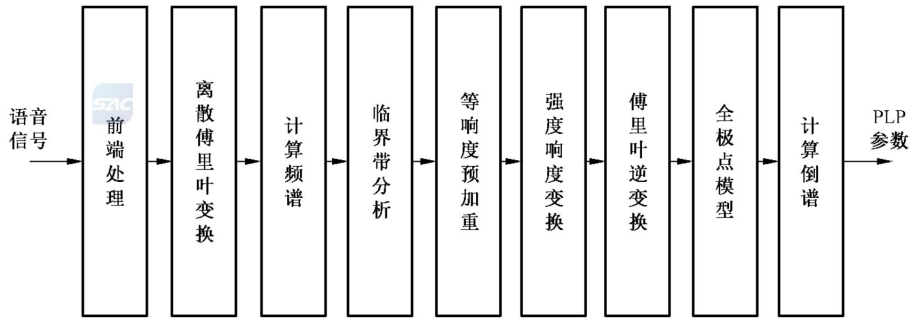 语音
信号
SAC
前端处理
离散傅里叶变换
计算频谱
临界带分析
等响度预加重
强度响度变换
傅里叶逆变换
全极点模型
计算倒谱
PLP
参数